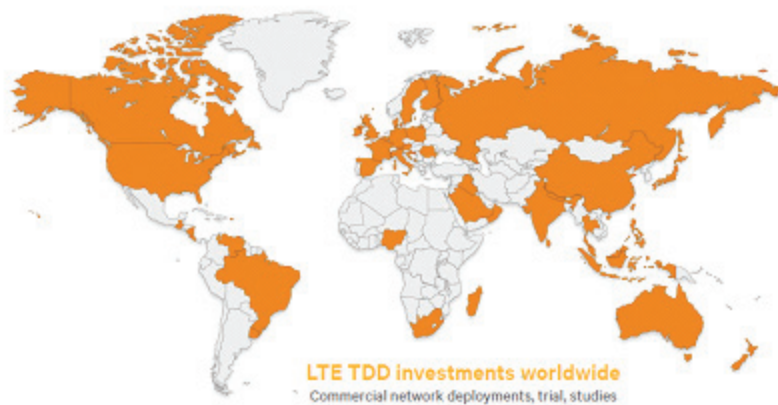 LTE TDD investments worldwide
Commercial network deployments, trial, studies